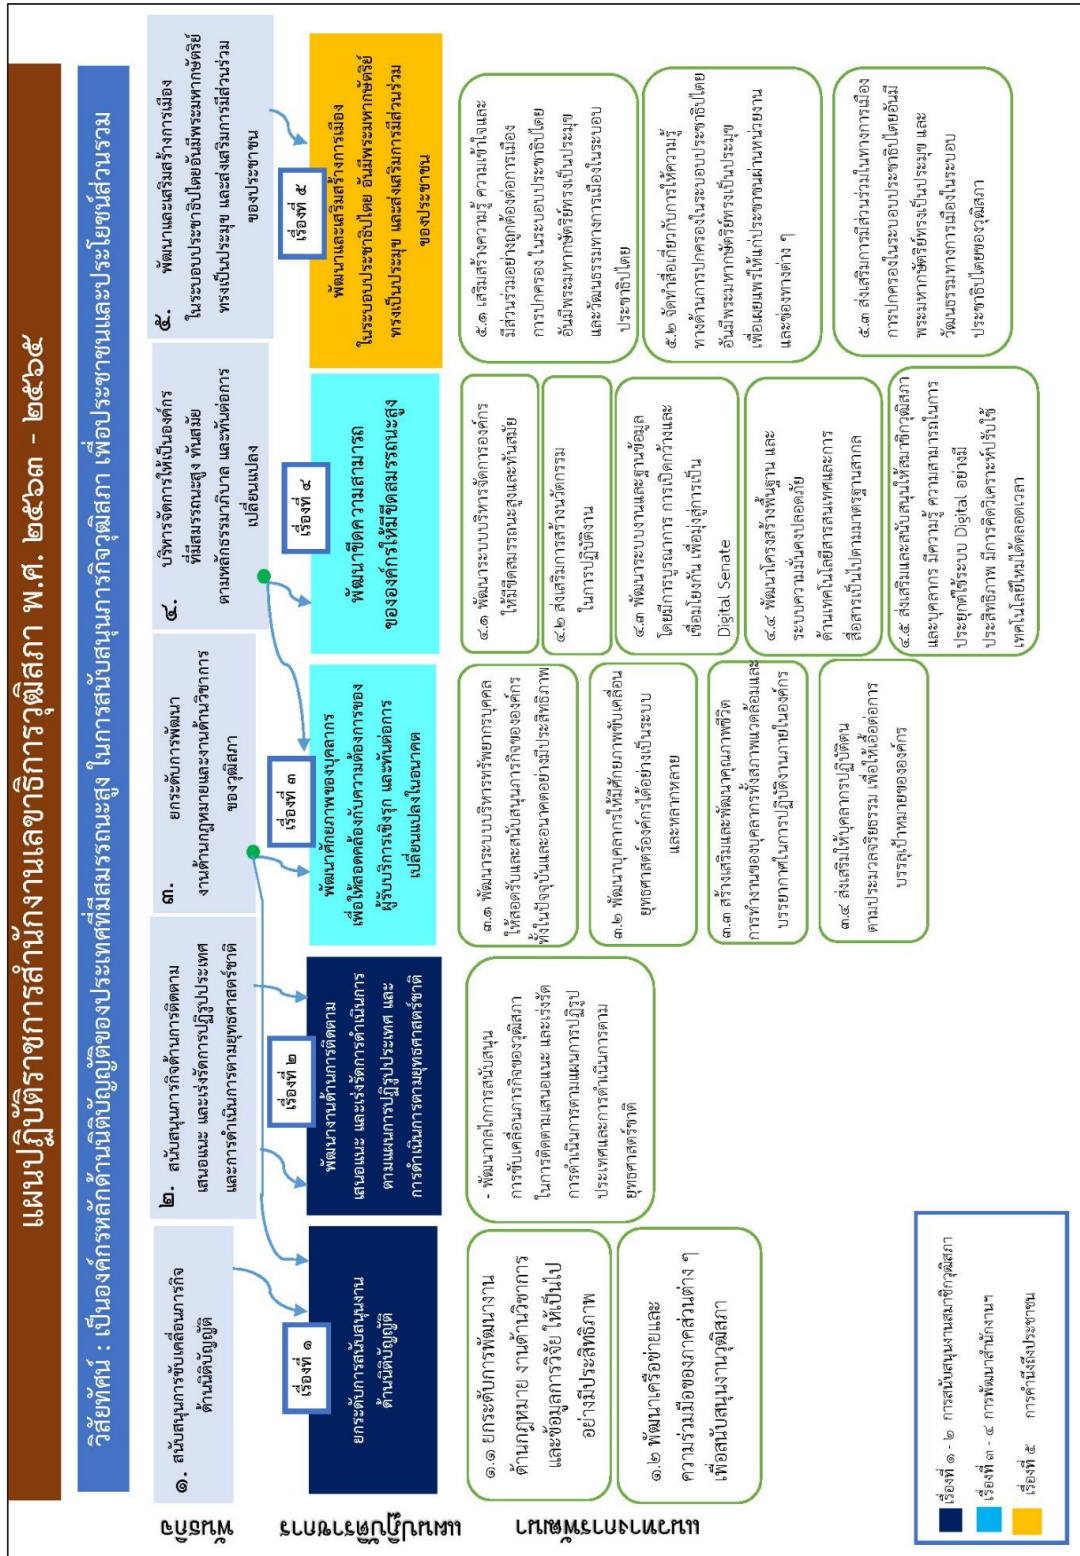 แผนปฏิบัติราชการสำนักงานเลขาธิการวุฒิสภา พ.ศ. ๒๕๖๓ - ๒๕๖๕
วิสัยทัศน์ : เป็นองค์กรหลักด้านนิติบัญญัติของประเทศที่มีสมรรถนะสูง ในการสนับสนุนภารกิจวุฒิสภา เพื่อประชาชนและประโยชน์ส่วนรวม
พันธกิจ
๑. สนับสนุนการขับเคลื่อนภารกิจ
ด้านนิติบัญญัติ
๒. สนับสนุนภารกิจด้านการติดตาม
เสนอแนะ และเร่งรัดการปฏิรูปประเทศ
และการดำเนินการตามยุทธศาสตร์ชาติ
๓. ยกระดับการพัฒนา
งานด้านกฎหมายและงานด้านวิชาการ
ของวุฒิสภา
๔. บริหารจัดการให้เป็นองค์กร
ที่มีสมรรถนะสูง ทันสมัย
ตามหลักธรรมาภิบาล และทันต่อการ
เปลี่ยนแปลง
๕. พัฒนาและเสริมสร้างการเมือง
ในระบอบประชาธิปไตยอันมีพระมหากษัตริย์
ทรงเป็นประมุข และส่งเสริมการมีส่วนร่วม
ของประชาชน
แผนปฏิบัติราชการ
เรื่องที่ ๑
ยกระดับการสนับสนุนงาน
ด้านนิติบัญญัติ
เรื่องที่ ๒
พัฒนางานด้านการติดตาม
เสนอแนะ และเร่งรัดการดำเนินการ
ตามแผนการปฏิรูปประเทศ และ
การดำเนินการตามยุทธศาสตร์ชาติ
เรื่องที่ ๓
พัฒนาศักยภาพของบุคลากร
เพื่อให้สอดคล้องกับความต้องการของ
ผู้รับบริการเชิงรุก และทันต่อการ
เปลี่ยนแปลงในอนาคต
เรื่องที่ ๔
พัฒนาขีดความสามารถ
ขององค์กรให้มีขีดสมรรถนะสูง
เรื่องที่ ๕
พัฒนาและเสริมสร้างการเมือง
ในระบอบประชาธิปไตย อันมีพระมหากษัตริย์
ทรงเป็นประมุข และส่งเสริมการมีส่วนร่วม
ของประชาชน
แนวทางการพัฒนา
๑.๑ ยกระดับการพัฒนางาน
ด้านกฎหมาย งานด้านวิชาการ
และข้อมูลการวิจัย ให้เป็นไป
อย่างมีประสิทธิภาพ
๑.๒ พัฒนาเครือข่ายและ
ความร่วมมือของภาคส่วนต่าง ๆ
เพื่อสนับสนุนงานวุฒิสภา
- พัฒนากลไกการสนับสนุน
การขับเคลื่อนภารกิจของวุฒิสภา
ในการติดตามเสนอแนะ และเร่งรัด
การดำเนินการตามแผนการปฏิรูป
ประเทศและการดำเนินการตาม
ยุทธศาสตร์ชาติ
๓.๑ พัฒนาระบบบริหารทรัพยากรบุคคล
ให้สอดรับและสนับสนุนภารกิจขององค์กร
ทั้งในปัจจุบันและอนาคตอย่างมีประสิทธิภาพ
๓.๒ พัฒนาบุคลากรให้มีศักยภาพขับเคลื่อน
ยุทธศาสตร์องค์กรได้อย่างเป็นระบบ
และหลากหลาย
๓.๓ สร้างเสริมและพัฒนาคุณภาพชีวิต
การทำงานของบุคลากรทั้งสภาพแวดล้อมและ
บรรยากาศในการปฏิบัติงานภายในองค์กร
๓.๔ ส่งเสริมให้บุคลากรปฏิบัติตน
ตามประมวลจริยธรรม เพื่อให้เอื้อต่อการ
บรรลุเป้าหมายขององค์กร
๔.๑ พัฒนาระบบบริหารจัดการองค์กร
ให้มีขีดสมรรถนะสูงและทันสมัย
๔.๒ ส่งเสริมการสร้างนวัตกรรม
ในการปฏิบัติงาน
๔.๓ พัฒนาระบบงานและฐานข้อมูล
โดยมีการบูรณาการ การเปิดกว้างและ
เชื่อมโยงกัน เพื่อมุ่งสู่การเป็น
Digital Senate
๔.๔ พัฒนาโครงสร้างพื้นฐาน และ
ระบบความมั่นคงปลอดภัย
ด้านเทคโนโลยีสารสนเทศและการ
สื่อสารเป็นไปตามมาตรฐานสากล
๔.๕ ส่งเสริมและสนับสนุนให้สมาชิกวุฒิสภา
และบุคลากร มีความรู้ ความสามารถในการ
ประยุกต์ใช้ระบบ Digital อย่างมี
ประสิทธิภาพ มีการคิดวิเคราะห์ปรับใช้
เทคโนโลยีใหม่ได้ตลอดเวลา
๕.๑ เสริมสร้างความรู้ ความเข้าใจและ
มีส่วนร่วมอย่างถูกต้องต่อการเมือง
การปกครอง ในระบอบประชาธิปไตย
อันมีพระมหากษัตริย์ทรงเป็นประมุข
และวัฒนธรรมทางการเมืองในระบอบ
ประชาธิปไตย
๕.๒ จัดทำสื่อเกี่ยวกับการให้ความรู้
ทางด้านการปกครองในระบอบประชาธิปไตย
อันมีพระมหากษัตริย์ทรงเป็นประมุข
เพื่อเผยแพร่ให้แก่ประชาชนผ่านหน่วยงาน
และช่องทางต่าง ๆ
๕.๓ ส่งเสริมการมีส่วนร่วมในทางการเมือง
การปกครองในระบอบประชาธิปไตยอันมี
พระมหากษัตริย์ทรงเป็นประมุข และ
วัฒนธรรมทางการเมืองในระบอบ
ประชาธิปไตยของวุฒิสภา
เรื่องที่ ๑ - ๒ การสนับสนุนงานสมาชิกวุฒิสภา
เรื่องที่ ๓ - ๔ การพัฒนาสำนักงานฯ
เรื่องที่ ๕ การคำนึงถึงประชาชน